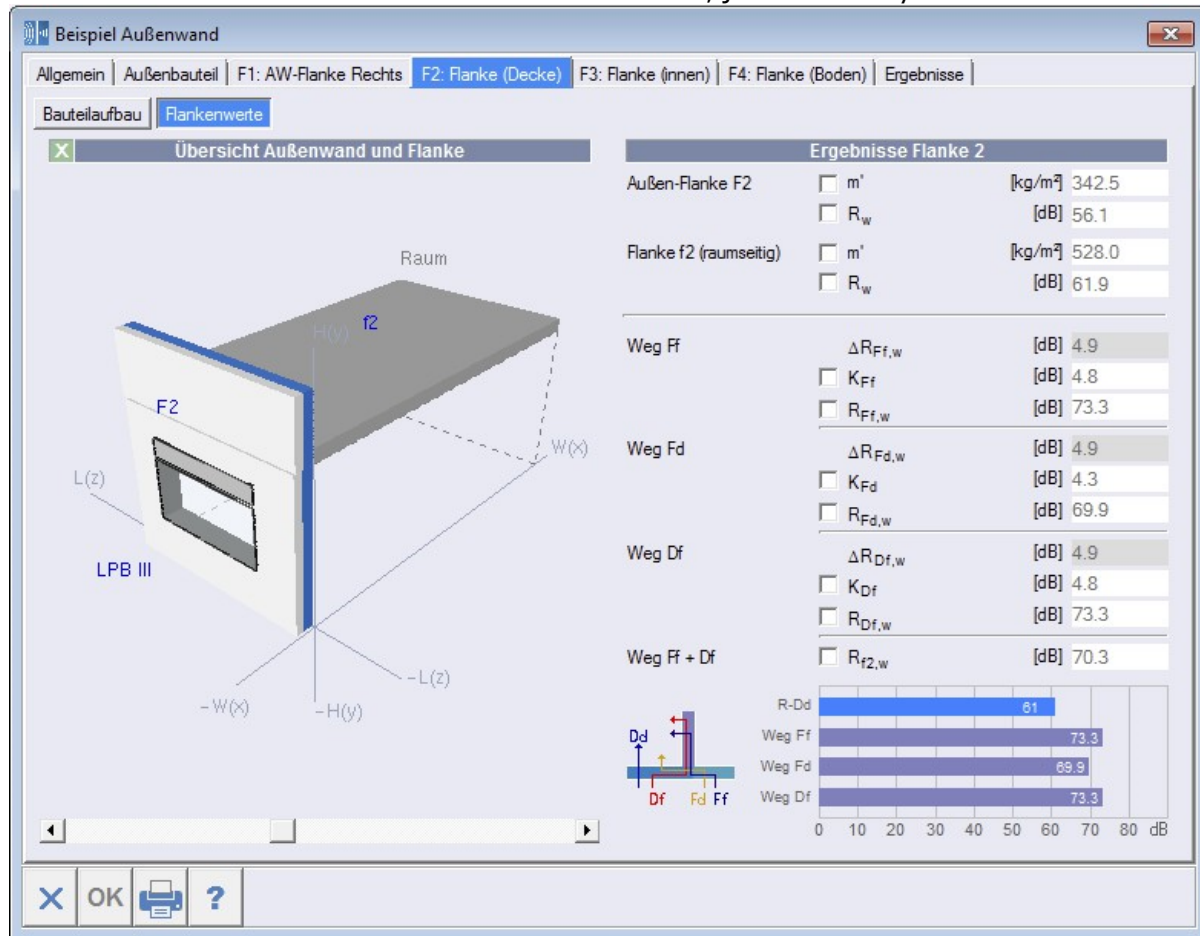 Beispiel Außenwand
Allgemein Außenbauteil F1: AW-Flanke Rechts F2: Flanke (Decke) F3: Flanke (innen) F4: Flanke (Boden) Ergebnisse
Bauteilaufbau Flankenwerte
X Übersicht Außenwand und Flanke
Raum
H(y)
f2
F2
W(x)
L(z)
LPB III
-L(z)
-W(x)
-H(y)
Ergebnisse Flanke 2
Außen-Flanke F2 m' [kg/m²] 342.5
Rw [dB] 56.1
Flanke f2 (raumseitig) m' [kg/m²] 528.0
Rw [dB] 61.9
Weg Ff ΔRFf,w [dB] 4.9
KFf [dB] 4.8
RFf,w [dB] 73.3
Weg Fd ΔRFd,w [dB] 4.9
KFd [dB] 4.3
RFd,w [dB] 69.9
Weg Df ΔRDf,w [dB] 4.9
KDf [dB] 4.8
RDf,w [dB] 73.3
Weg Ff + Df Rf2,w [dB] 70.3
Dd
Df Fd Ff
R-Dd 61
Weg Ff 73.3
Weg Fd 69.9
Weg Df 73.3
0 10 20 30 40 50 60 70 80 dB
OK ?